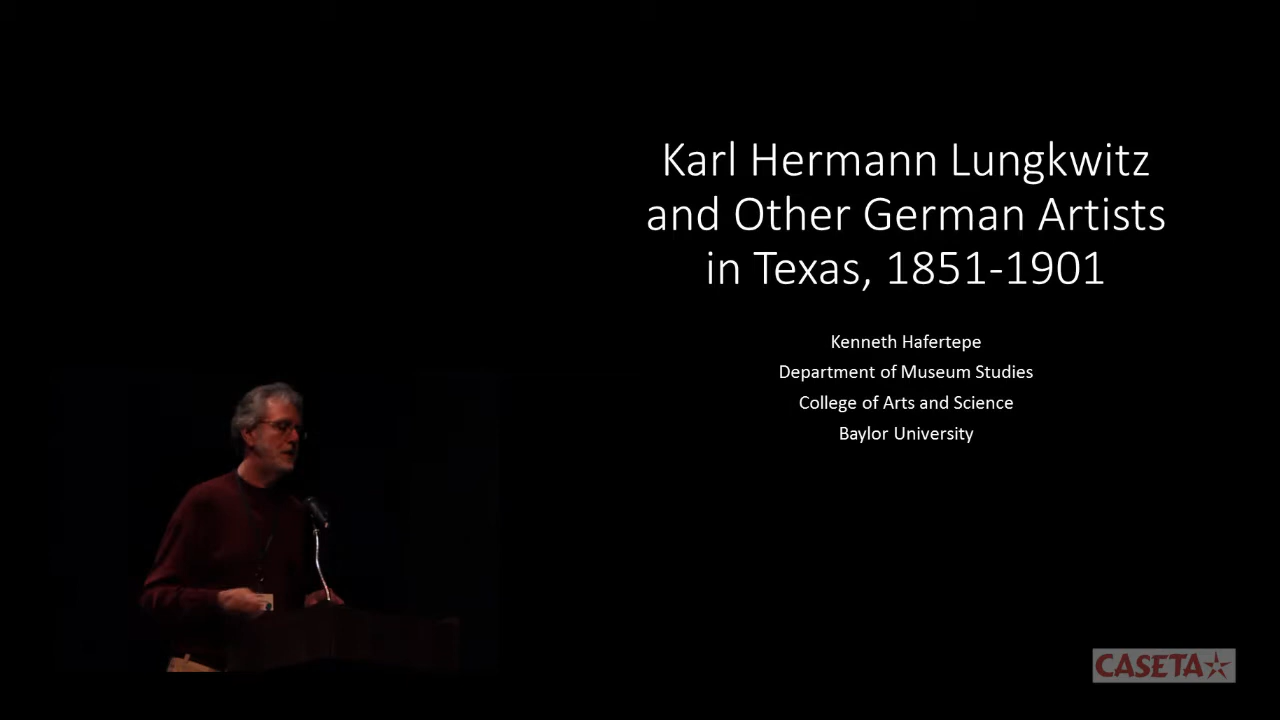 Karl Hermann Lungkwitz
and Other German Artists
in Texas, 1851-1901
Kenneth Hafertepe
Department of Museum Studies
College of Arts and Science
Baylor University
CASETA